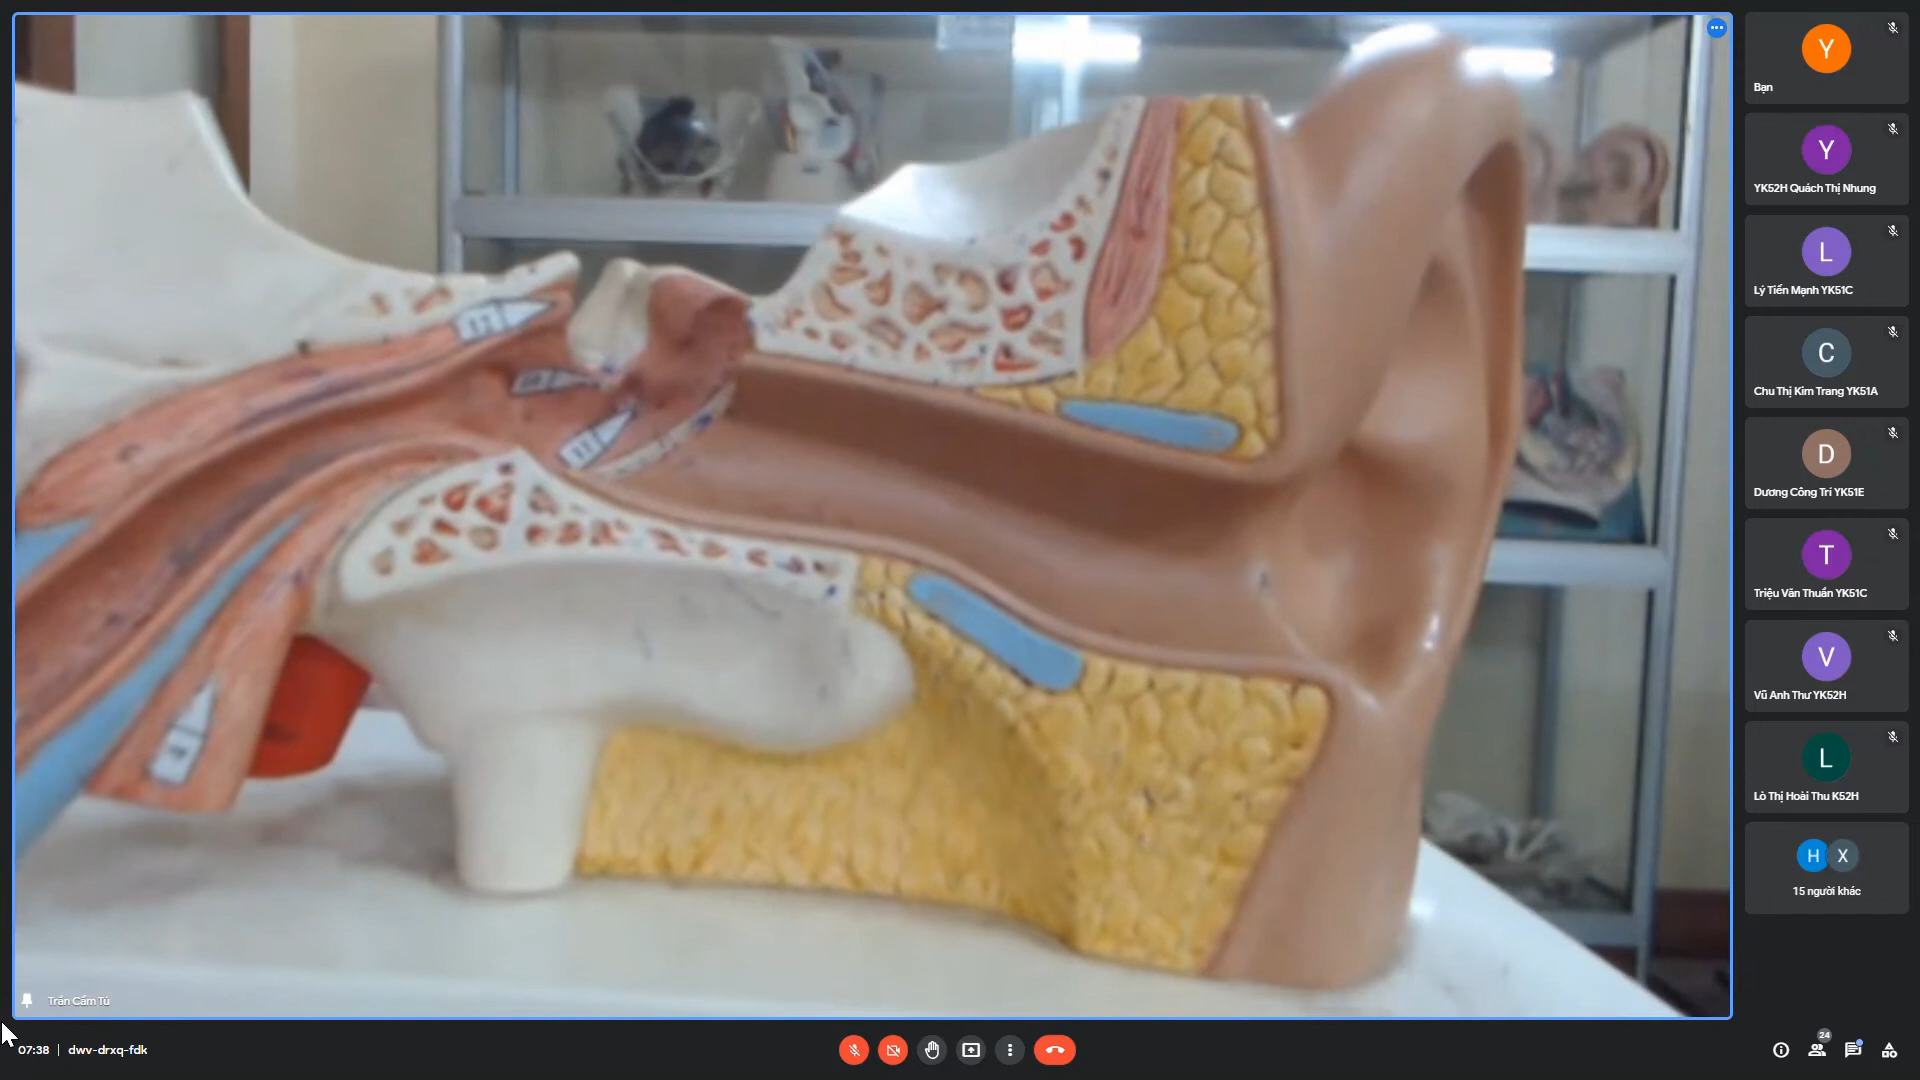 Bạn
YK52H Quách Thị Nhung
Lý Tiến Mạnh YK51C
Chu Thị Kim Trang YK51A
Dương Công Trí YK51E
Triệu Văn Thuần YK51C
Vũ Anh Thư YK52H
Lò Thị Hoài Thu K52H
15 người khác
Y
Y
L
C
D
T
V
L
H X
Trần Cẩm Tú
07:38 | dwv-drxq-fdk
24